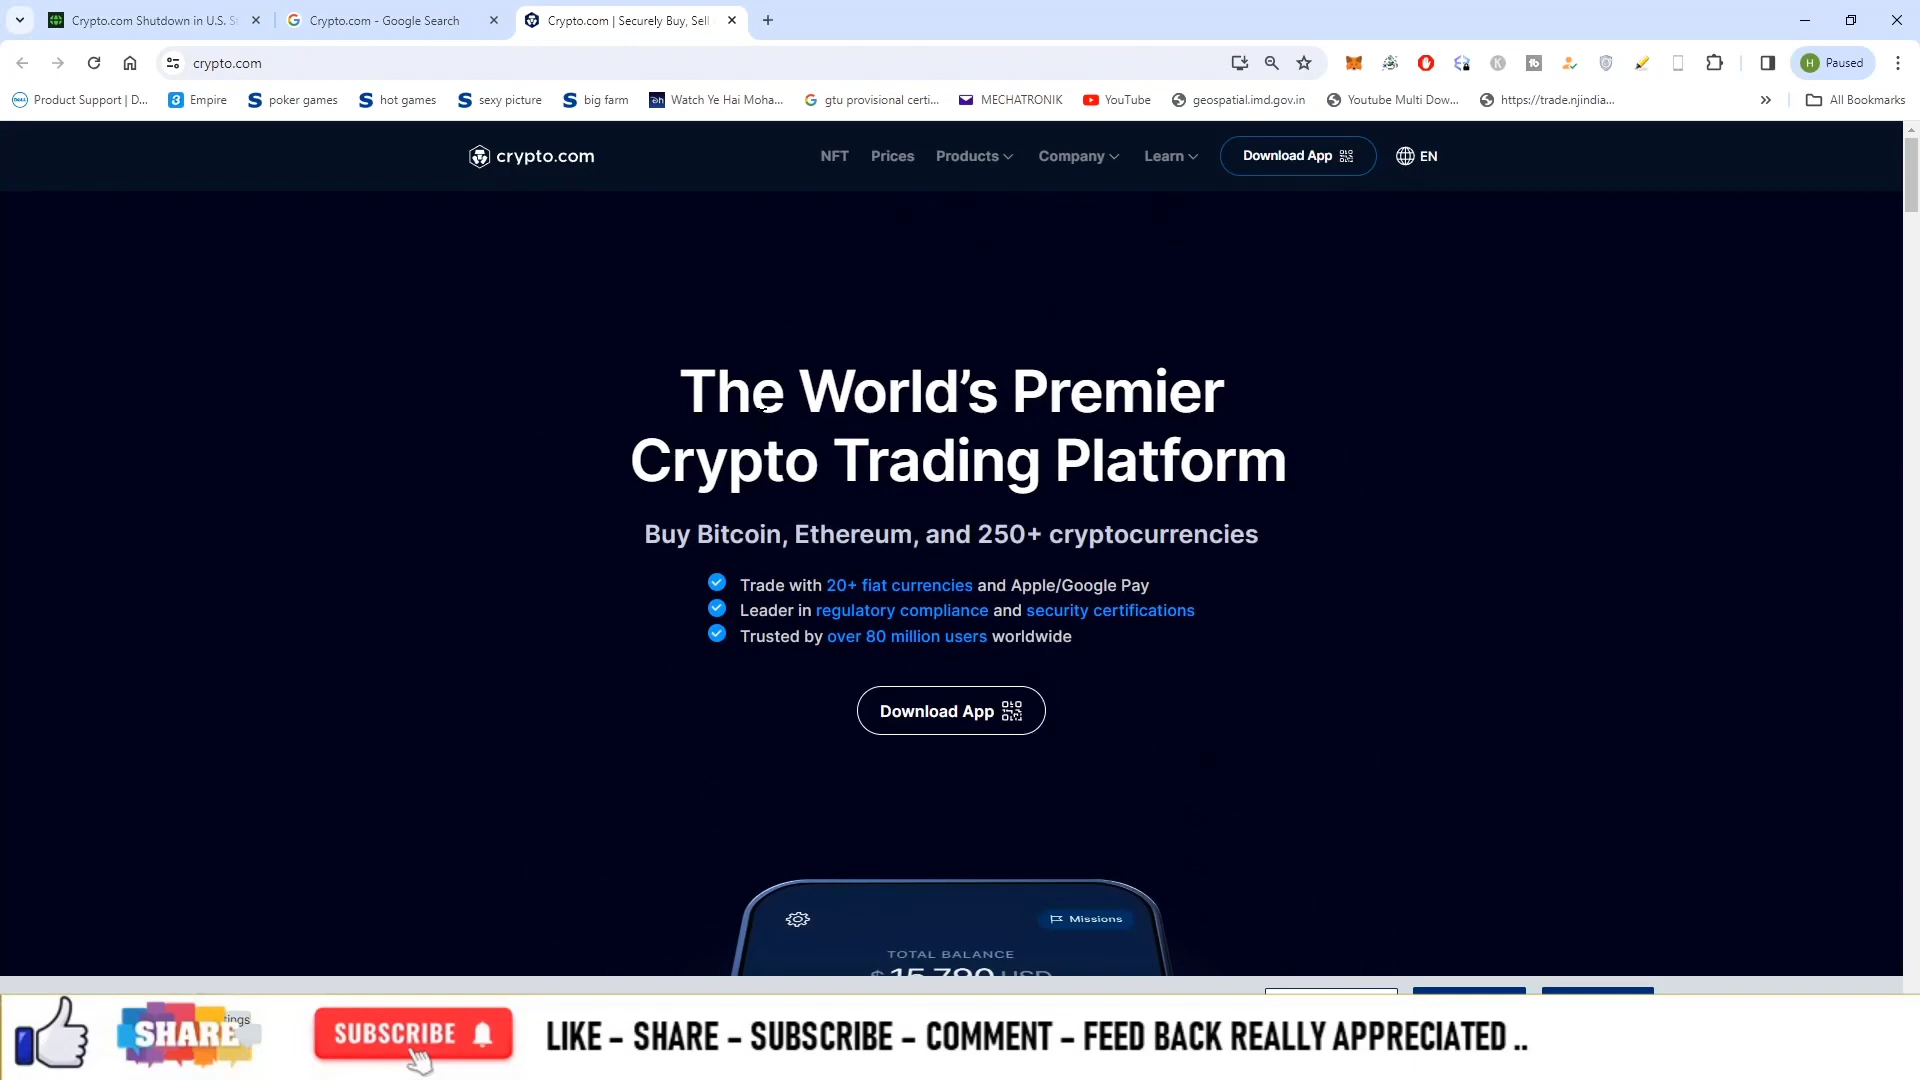 Crypto.com Shutdown in U.S. S
Crypto.com - Google Search
Crypto.com | Securely Buy, Sell
crypto.com
H Paused
Product Support | D...
Empire
poker games
hot games
sexy picture
big farm
Watch Ye Hai Moha...
gtu provisional certi...
MECHATRONIK
YouTube
geospatial.imd.gov.in
Youtube Multi Dow...
https://trade.njindia...
»
All Bookmarks
crypto.com
NFT
Prices
Products
Company
Learn
Download App
EN
The World’s Premier
Crypto Trading Platform
Buy Bitcoin, Ethereum, and 250+ cryptocurrencies
Trade with 20+ fiat currencies and Apple/Google Pay
Leader in regulatory compliance and security certifications
Trusted by over 80 million users worldwide
Download App
Missions
TOTAL BALANCE
$15,790 USD
SHARE
tings
SUBSCRIBE
LIKE - SHARE - SUBSCRIBE - COMMENT - FEED BACK REALLY APPRECIATED ..